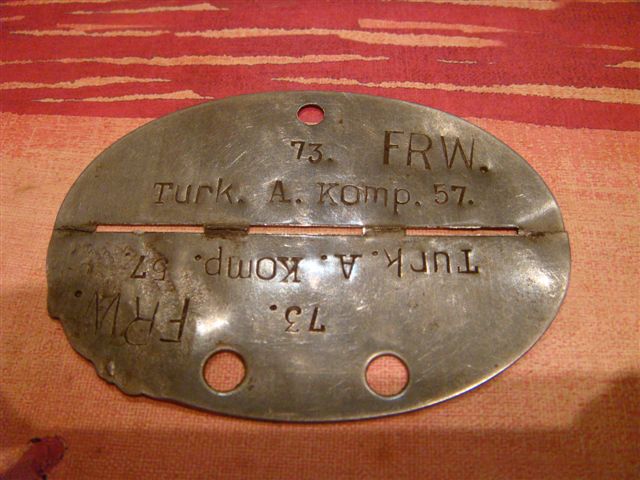 73. FRW.
Turk. A. Komp. 57.
Turk. A. Komp. 57.
73. FRW.